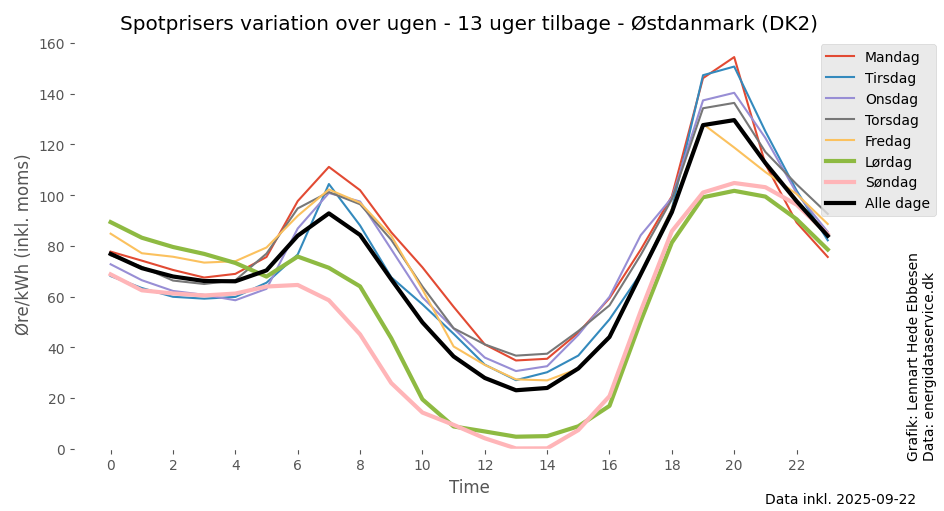 Spotprisers variation over ugen - 13 uger tilbage - Østdanmark (DK2)
160
140
120
100
80
60
40
20
0
Øre/kWh (inkl. moms)
0 2 4 6 8 10 12 14 16 18 20 22
Time
Mandag
Tirsdag
Onsdag
Torsdag
Fredag
Lørdag
Søndag
Alle dage
Grafik: Lennart Hede Ebbesen
Data: energidataservice.dk
Data inkl. 2025-09-22